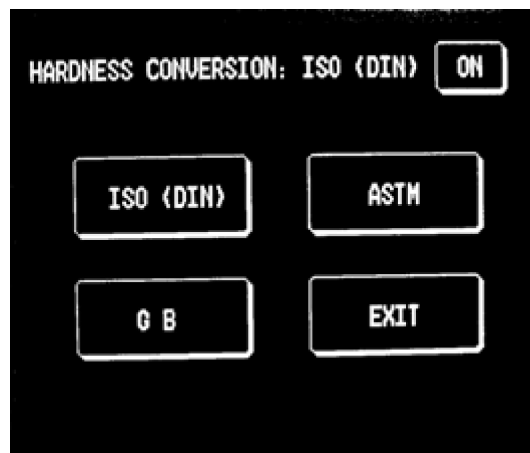 HARDNESS CONVERSION: ISO (DIN) ON
ISO (DIN) ASTM
G B EXIT